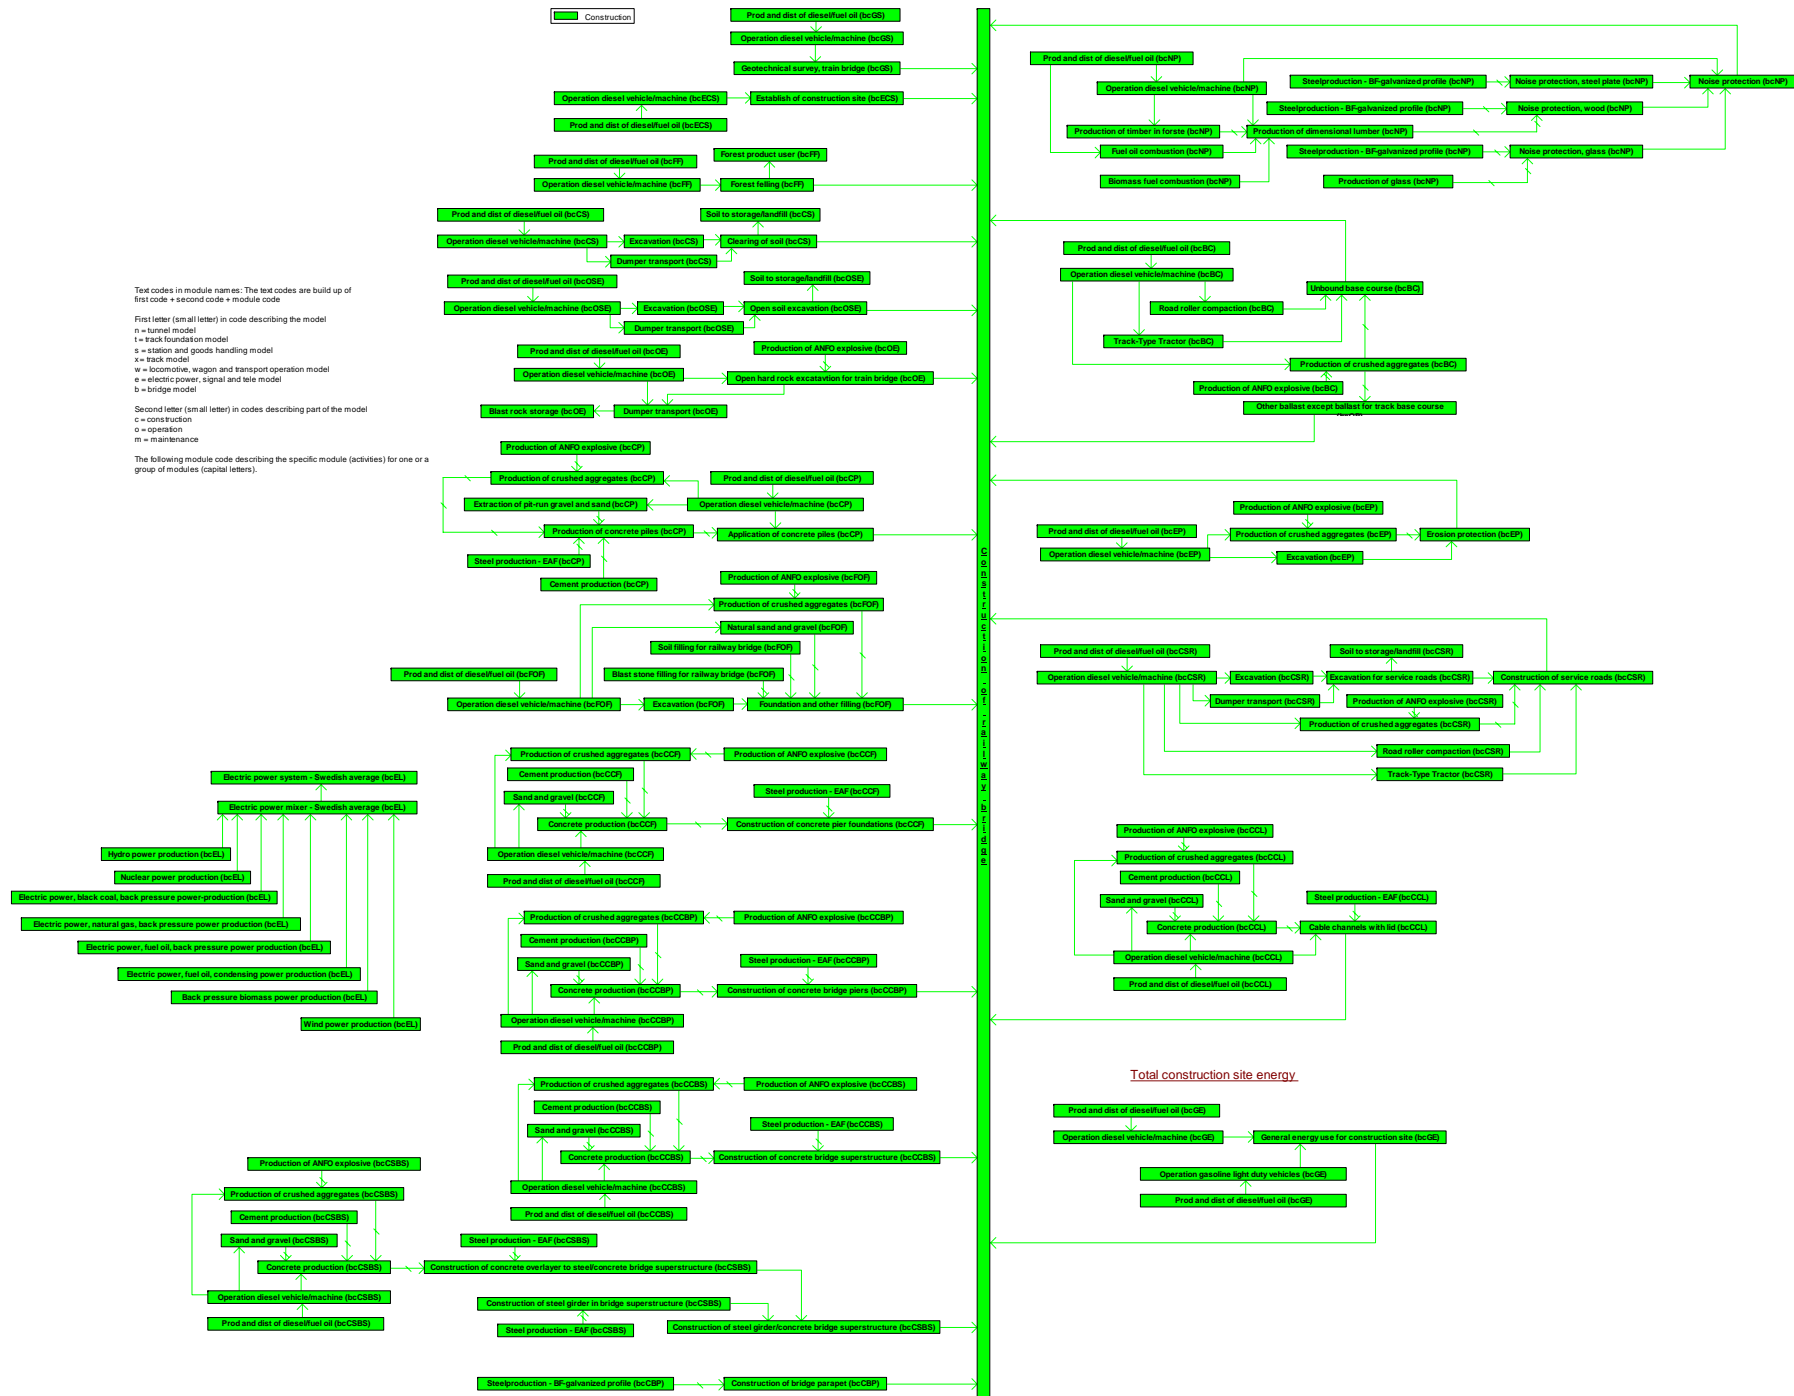 Construction
Prod and dist of diesel/fuel oil (bcGS)
Operation diesel vehicle/machine (bcGS)
Geotechnical survey, train bridge (bcGS)
Operation diesel vehicle/machine (bcECS)
Establish of construction site (bcECS)
Prod and dist of diesel/fuel oil (bcECS)
Prod and dist of diesel/fuel oil (bcFF)
Forest product user (bcFF)
Operation diesel vehicle/machine (bcFF)
Forest felling (bcFF)
Prod and dist of diesel/fuel oil (bcCS)
Soil to storage/landfill (bcCS)
Operation diesel vehicle/machine (bcCS)
Excavation (bcCS)
Clearing of soil (bcCS)
Dumper transport (bcCS)
Prod and dist of diesel/fuel oil (bcOSE)
Soil to storage/landfill (bcOSE)
Operation diesel vehicle/machine (bcOSE)
Excavation (bcOSE)
Open soil excavation (bcOSE)
Dumper transport (bcOSE)
Prod and dist of diesel/fuel oil (bcOE)
Production of ANFO explosive (bcOE)
Operation diesel vehicle/machine (bcOE)
Open hard rock excatavtion for train bridge (bcOE)
Blast rock storage (bcOE)
Dumper transport (bcOE)
Text codes in module names: The text codes are build up of
first code + second code + module code
First letter (small letter) in code describing the model
n = tunnel model
t = track foundation model
s = station and goods handling model
x = track model
w = locomotive, wagon and transport operation model
e = electric power, signal and tele model
b = bridge model
Second letter (small letter) in codes describing part of the model
c = construction
o = operation
m = maintenance
The following module code describing the specific module (activities) for one or a
group of modules (capital letters).
Production of ANFO explosive (bcCP)
Production of crushed aggregates (bcCP)
Prod and dist of diesel/fuel oil (bcCP)
Extraction of pit-run gravel and sand (bcCP)
Operation diesel vehicle/machine (bcCP)
Production of concrete piles (bcCP)
Application of concrete piles (bcCP)
Steel production - EAF (bcCP)
Cement production (bcCP)
Production of ANFO explosive (bcFOF)
Production of crushed aggregates (bcFOF)
Natural sand and gravel (bcFOF)
Soil filling for railway bridge (bcFOF)
Prod and dist of diesel/fuel oil (bcFOF)
Blast stone filling for railway bridge (bcFOF)
Operation diesel vehicle/machine (bcFOF)
Excavation (bcFOF)
Foundation and other filling (bcFOF)
Production of crushed aggregates (bcCCF)
Production of ANFO explosive (bcCCF)
Cement production (bcCCF)
Sand and gravel (bcCCF)
Steel production - EAF (bcCCF)
Concrete production (bcCCF)
Construction of concrete pier foundations (bcCCF)
Operation diesel vehicle/machine (bcCCF)
Prod and dist of diesel/fuel oil (bcCCF)
Electric power system - Swedish average (bcEL)
Electric power mixer - Swedish average (bcEL)
Hydro power production (bcEL)
Nuclear power production (bcEL)
Electric power, black coal, back pressure power-production (bcEL)
Electric power, natural gas, back pressure power production (bcEL)
Electric power, fuel oil, back pressure power production (bcEL)
Electric power, fuel oil, condensing power production (bcEL)
Back pressure biomass power production (bcEL)
Wind power production (bcEL)
Production of crushed aggregates (bcCCBP)
Production of ANFO explosive (bcCCBP)
Cement production (bcCCBP)
Sand and gravel (bcCCBP)
Steel production - EAF (bcCCBP)
Concrete production (bcCCBP)
Construction of concrete bridge piers (bcCCBP)
Operation diesel vehicle/machine (bcCCBP)
Prod and dist of diesel/fuel oil (bcCCBP)
Production of crushed aggregates (bcCCBS)
Production of ANFO explosive (bcCCBS)
Cement production (bcCCBS)
Sand and gravel (bcCCBS)
Steel production - EAF (bcCCBS)
Concrete production (bcCCBS)
Construction of concrete bridge superstructure (bcCCBS)
Operation diesel vehicle/machine (bcCCBS)
Prod and dist of diesel/fuel oil (bcCCBS)
Production of ANFO explosive (bcCSBS)
Production of crushed aggregates (bcCSBS)
Cement production (bcCSBS)
Sand and gravel (bcCSBS)
Steel production - EAF (bcCSBS)
Concrete production (bcCSBS)
Construction of concrete overlayer to steel/concrete bridge superstructure (bcCSBS)
Operation diesel vehicle/machine (bcCSBS)
Construction of steel girder in bridge superstructure (bcCSBS)
Prod and dist of diesel/fuel oil (bcCSBS)
Steel production - EAF (bcCSBS)
Construction of steel girder/concrete bridge superstructure (bcCSBS)
Steelproduction - BF-galvanized profile (bcCBP)
Construction of bridge parapet (bcCBP)
Construction of railway bridge
Prod and dist of diesel/fuel oil (bcNP)
Operation diesel vehicle/machine (bcNP)
Steelproduction - BF-galvanized profile (bcNP)
Noise protection, steel plate (bcNP)
Noise protection (bcNP)
Steelproduction - BF-galvanized profile (bcNP)
Noise protection, wood (bcNP)
Production of timber in forste (bcNP)
Production of dimensional lumber (bcNP)
Fuel oil combustion (bcNP)
Steelproduction - BF-galvanized profile (bcNP)
Noise protection, glass (bcNP)
Biomass fuel combustion (bcNP)
Production of glass (bcNP)
Prod and dist of diesel/fuel oil (bcBC)
Operation diesel vehicle/machine (bcBC)
Unbound base course (bcBC)
Road roller compaction (bcBC)
Track-Type Tractor (bcBC)
Production of crushed aggregates (bcBC)
Production of ANFO explosive (bcBC)
Other ballast except ballast for track base course
Production of ANFO explosive (bcEP)
Prod and dist of diesel/fuel oil (bcEP)
Production of crushed aggregates (bcEP)
Erosion protection (bcEP)
Operation diesel vehicle/machine (bcEP)
Excavation (bcEP)
Prod and dist of diesel/fuel oil (bcCSR)
Soil to storage/landfill (bcCSR)
Operation diesel vehicle/machine (bcCSR)
Excavation (bcCSR)
Excavation for service roads (bcCSR)
Construction of service roads (bcCSR)
Dumper transport (bcCSR)
Production of ANFO explosive (bcCSR)
Production of crushed aggregates (bcCSR)
Road roller compaction (bcCSR)
Track-Type Tractor (bcCSR)
Production of ANFO explosive (bcCCL)
Production of crushed aggregates (bcCCL)
Cement production (bcCCL)
Sand and gravel (bcCCL)
Steel production - EAF (bcCCL)
Concrete production (bcCCL)
Cable channels with lid (bcCCL)
Operation diesel vehicle/machine (bcCCL)
Prod and dist of diesel/fuel oil (bcCCL)
Total construction site energy
Prod and dist of diesel/fuel oil (bcGE)
Operation diesel vehicle/machine (bcGE)
General energy use for construction site (bcGE)
Operation gasoline light duty vehicles (bcGE)
Prod and dist of diesel/fuel oil (bcGE)